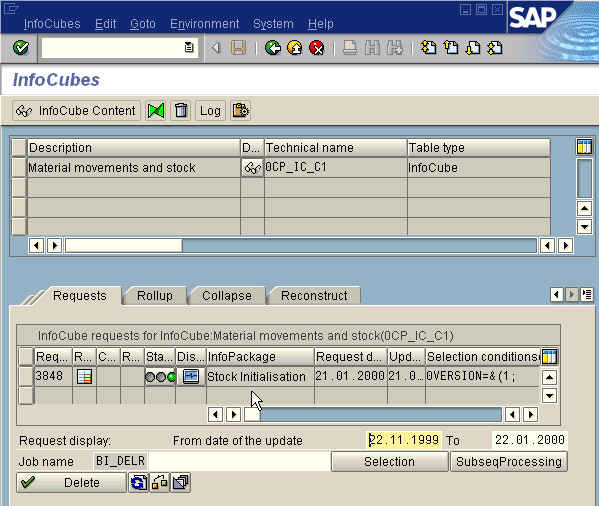 InfoCubes Edit Goto Environment System Help
SAP
InfoCubes
InfoCube Content Log
Description D... Technical name Table type
Material movements and stock 0CP_IC_C1 InfoCube
Requests Rollup Collapse Reconstruct
InfoCube requests for InfoCube:Material movements and stock(0CP_IC_C1)
Req... R... C... R... Sta... Dis... InfoPackage Request d... Upd... Selection conditions(
3848 Stock Initialisation 21.01.2000 21.0... 0VERSION=&(1;
Request display: From date of the update 22.11.1999 To 22.01.2000
Job name BI_DELR Selection SubseqProcessing
Delete